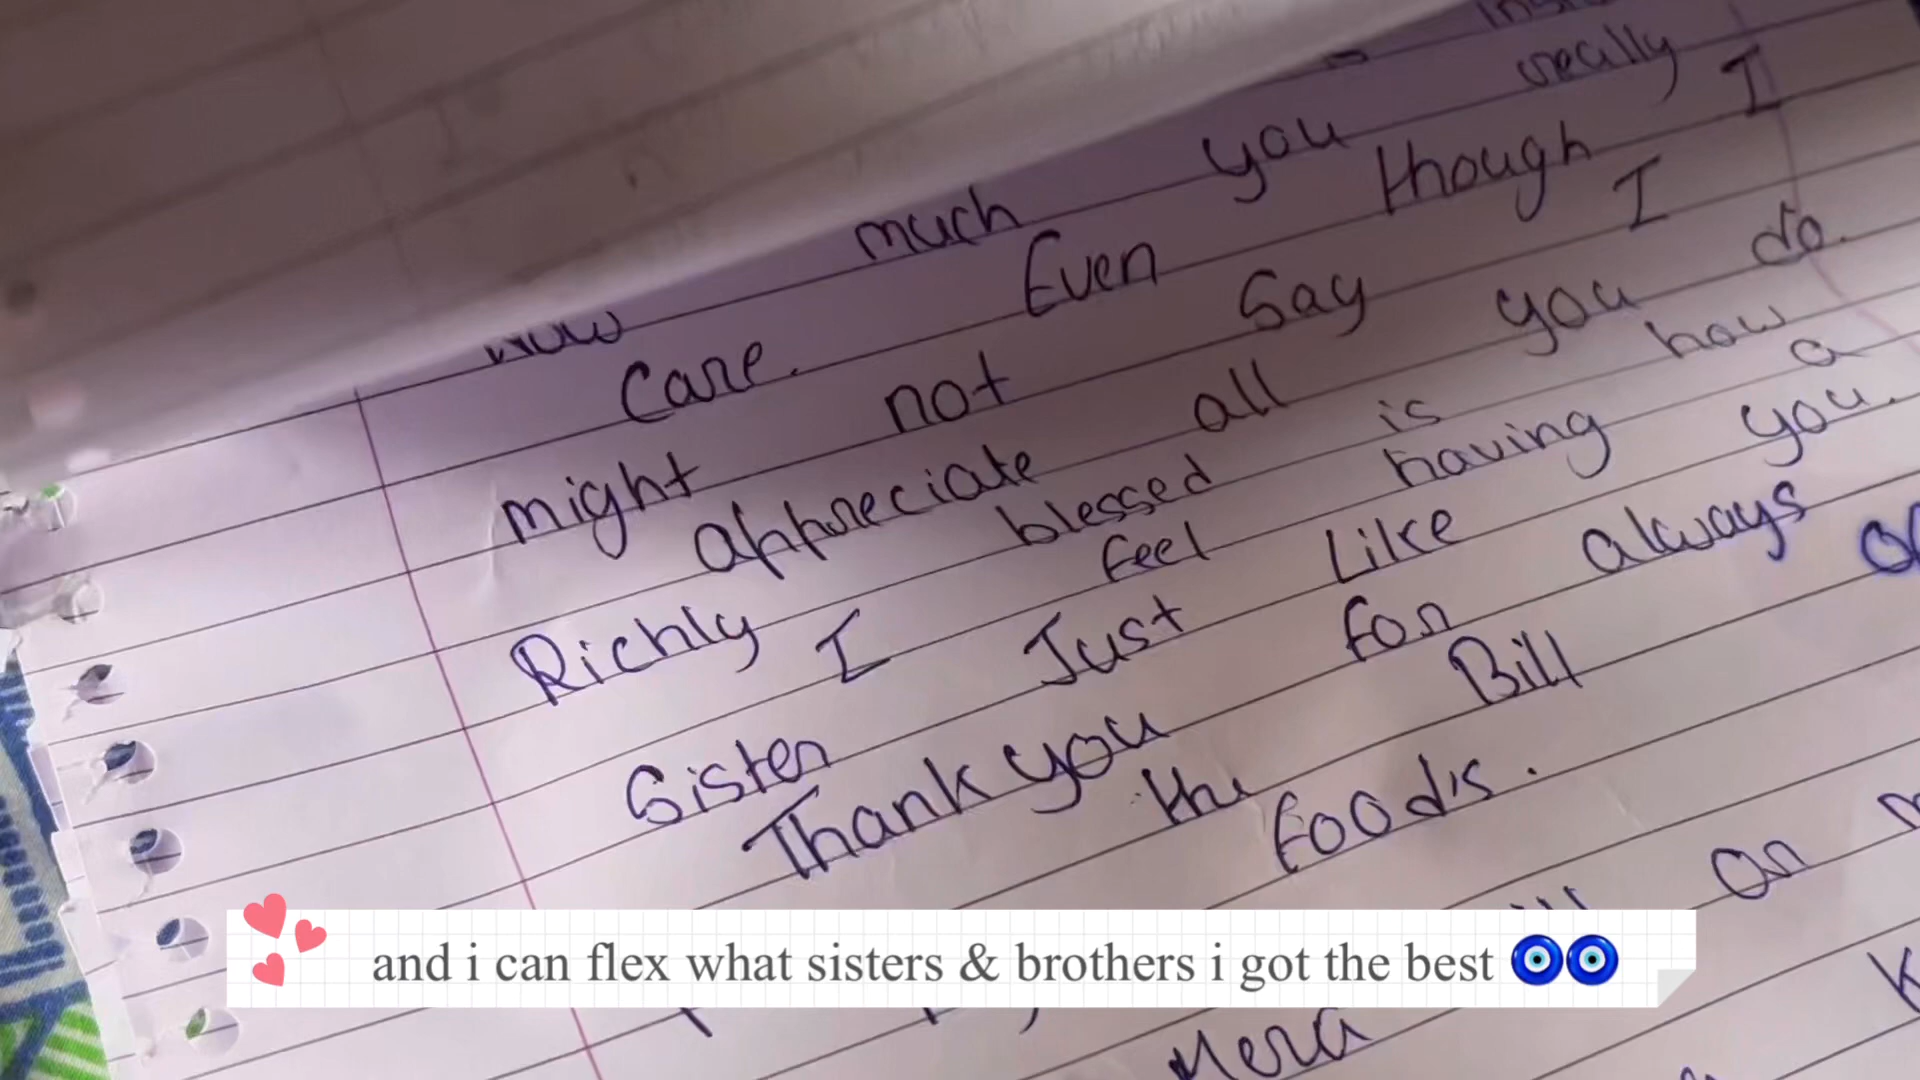 how much you really
Care. Even though I
might not Say I
appreciate all you do.
Richly blessed is how
I feel having a
Sister Just Like you.
Thank you for always
the Bill
foods.
on
Mera
and i can flex what sisters & brothers i got the best 🧿🧿